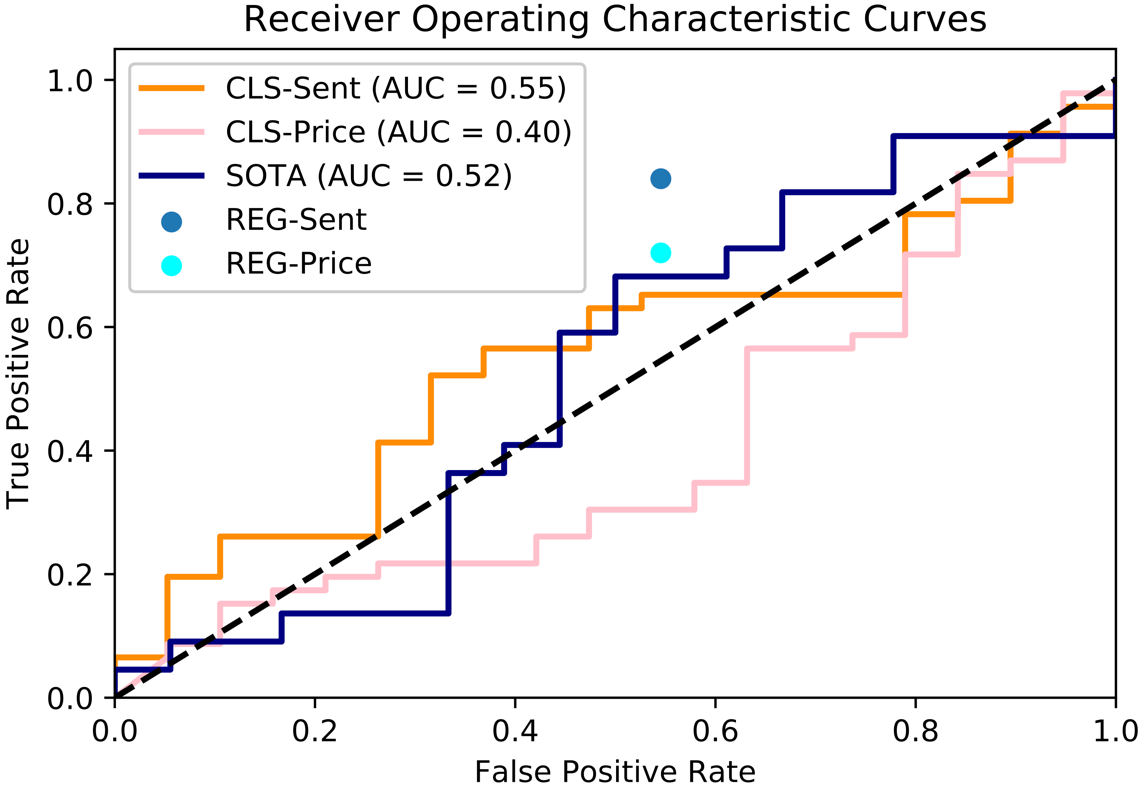 Receiver Operating Characteristic Curves
CLS-Sent (AUC = 0.55)
CLS-Price (AUC = 0.40)
SOTA (AUC = 0.52)
REG-Sent
REG-Price
True Positive Rate
1.0
0.8
0.6
0.4
0.2
0.0
0.0 0.2 0.4 0.6 0.8 1.0
False Positive Rate